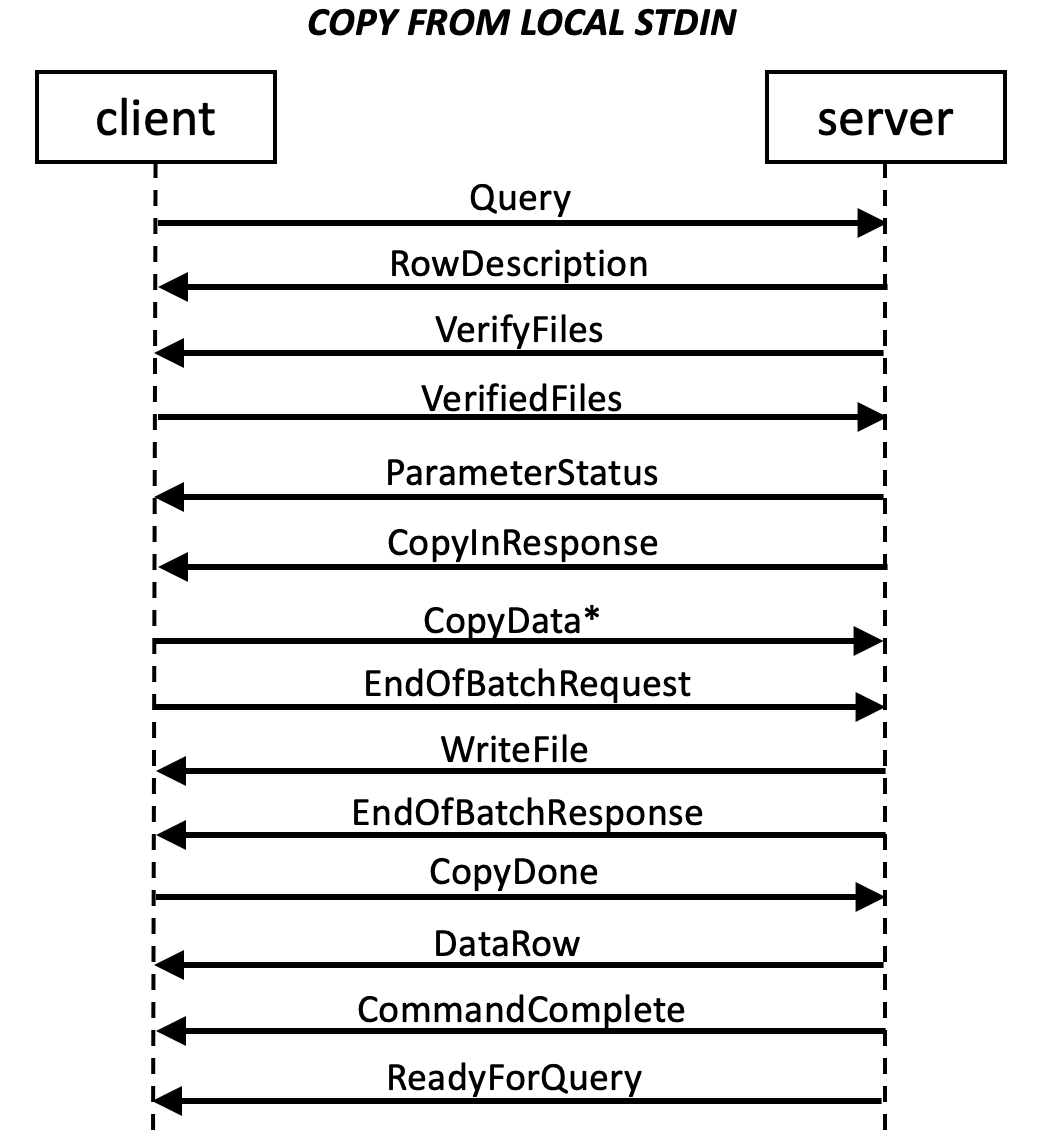 COPY FROM LOCAL STDIN
client
server
Query
RowDescription
VerifyFiles
VerifiedFiles
ParameterStatus
CopyInResponse
CopyData*
EndOfBatchRequest
WriteFile
EndOfBatchResponse
CopyDone
DataRow
CommandComplete
ReadyForQuery